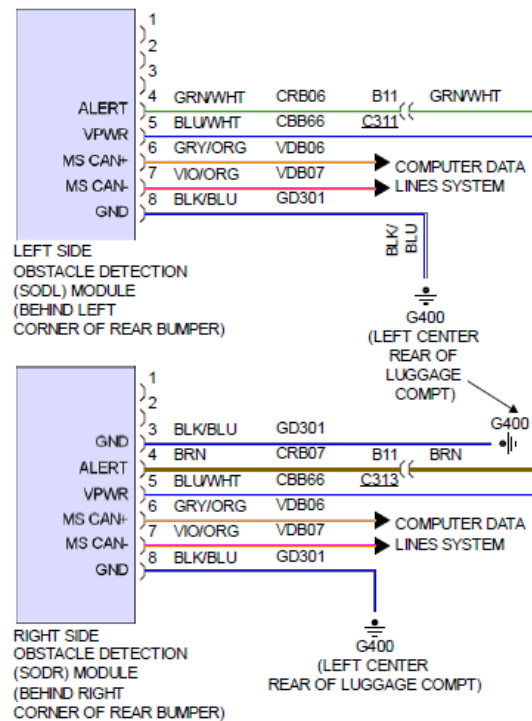 1
2
3
ALERT 4 GRN/WHT CRB06 B11 GRN/WHT
VPWR 5 BLU/WHT CBB66 C311
MS CAN+ 6 GRY/ORG VDB06 COMPUTER DATA
MS CAN- 7 VIO/ORG VDB07 LINES SYSTEM
GND 8 BLK/BLU GD301
BLK/
BLU
LEFT SIDE
OBSTACLE DETECTION
(SODL) MODULE
(BEHIND LEFT
CORNER OF REAR BUMPER)
G400
(LEFT CENTER
REAR OF
LUGGAGE
COMPT)
1
2
GND 3 BLK/BLU GD301 G400
ALERT 4 BRN CRB07 B11 BRN
VPWR 5 BLU/WHT CBB66 C313
MS CAN+ 6 GRY/ORG VDB06 COMPUTER DATA
MS CAN- 7 VIO/ORG VDB07 LINES SYSTEM
GND 8 BLK/BLU GD301
RIGHT SIDE
OBSTACLE DETECTION
(SODR) MODULE
(BEHIND RIGHT
CORNER OF REAR BUMPER)
G400
(LEFT CENTER
REAR OF LUGGAGE COMPT)